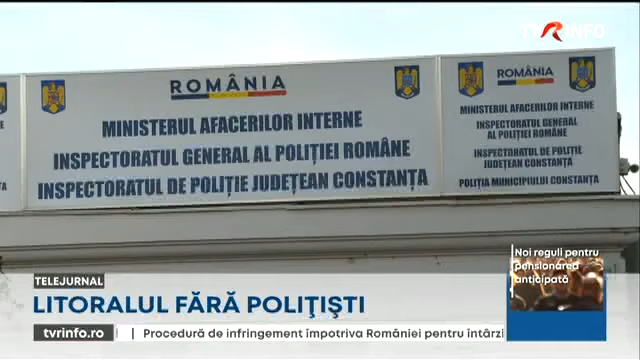 TVR INFO
ROMÂNIA
MINISTERUL AFACERILOR INTERNE
INSPECTORATUL GENERAL AL POLIȚIEI ROMÂNE
INSPECTORATUL DE POLIȚIE JUDEȚEAN CONSTANȚA
ROMÂNIA
MINISTERUL AFACERILOR INTERNE
INSPECTORATUL GENERAL
AL POLIȚIEI ROMÂNE
INSPECTORATUL DE POLIȚIE
JUDEȚEAN CONSTANȚA
POLIȚIA MUNICIPIULUI CONSTANȚA
Noi reguli pentru
pensionarea
anticipată
TELEJURNAL
LITORALUL FĂRĂ POLIŢIŞTI
tvrinfo.ro
Procedură de infringement împotriva României pentru întârzi